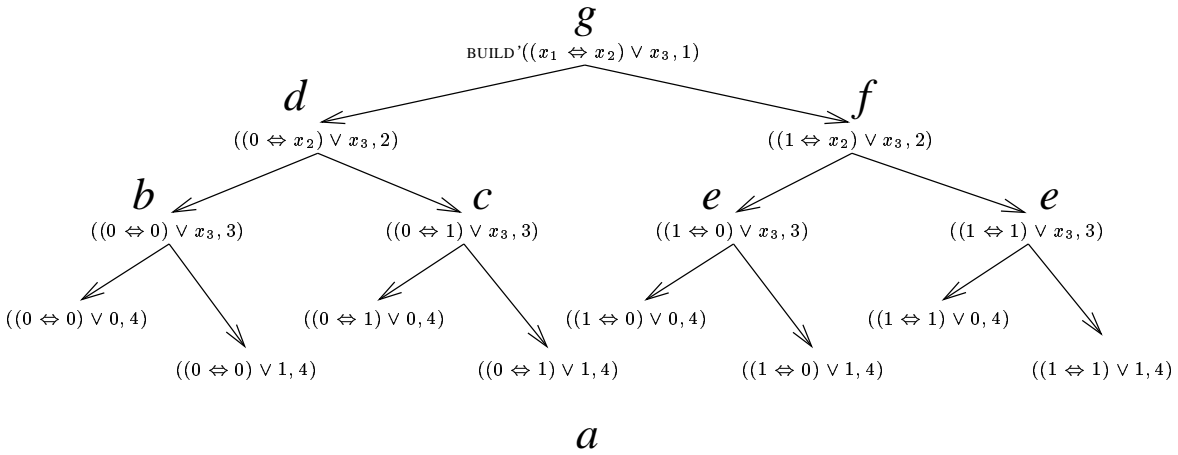 g
BUILD'((x₁ ⇔ x₂) ∨ x₃, 1)
d f
((0 ⇔ x₂) ∨ x₃, 2) ((1 ⇔ x₂) ∨ x₃, 2)
b c e e
((0 ⇔ 0) ∨ x₃, 3) ((0 ⇔ 1) ∨ x₃, 3) ((1 ⇔ 0) ∨ x₃, 3) ((1 ⇔ 1) ∨ x₃, 3)
((0 ⇔ 0) ∨ 0, 4) ((0 ⇔ 1) ∨ 0, 4) ((1 ⇔ 0) ∨ 0, 4) ((1 ⇔ 1) ∨ 0, 4)
((0 ⇔ 0) ∨ 1, 4) ((0 ⇔ 1) ∨ 1, 4) ((1 ⇔ 0) ∨ 1, 4) ((1 ⇔ 1) ∨ 1, 4)
a